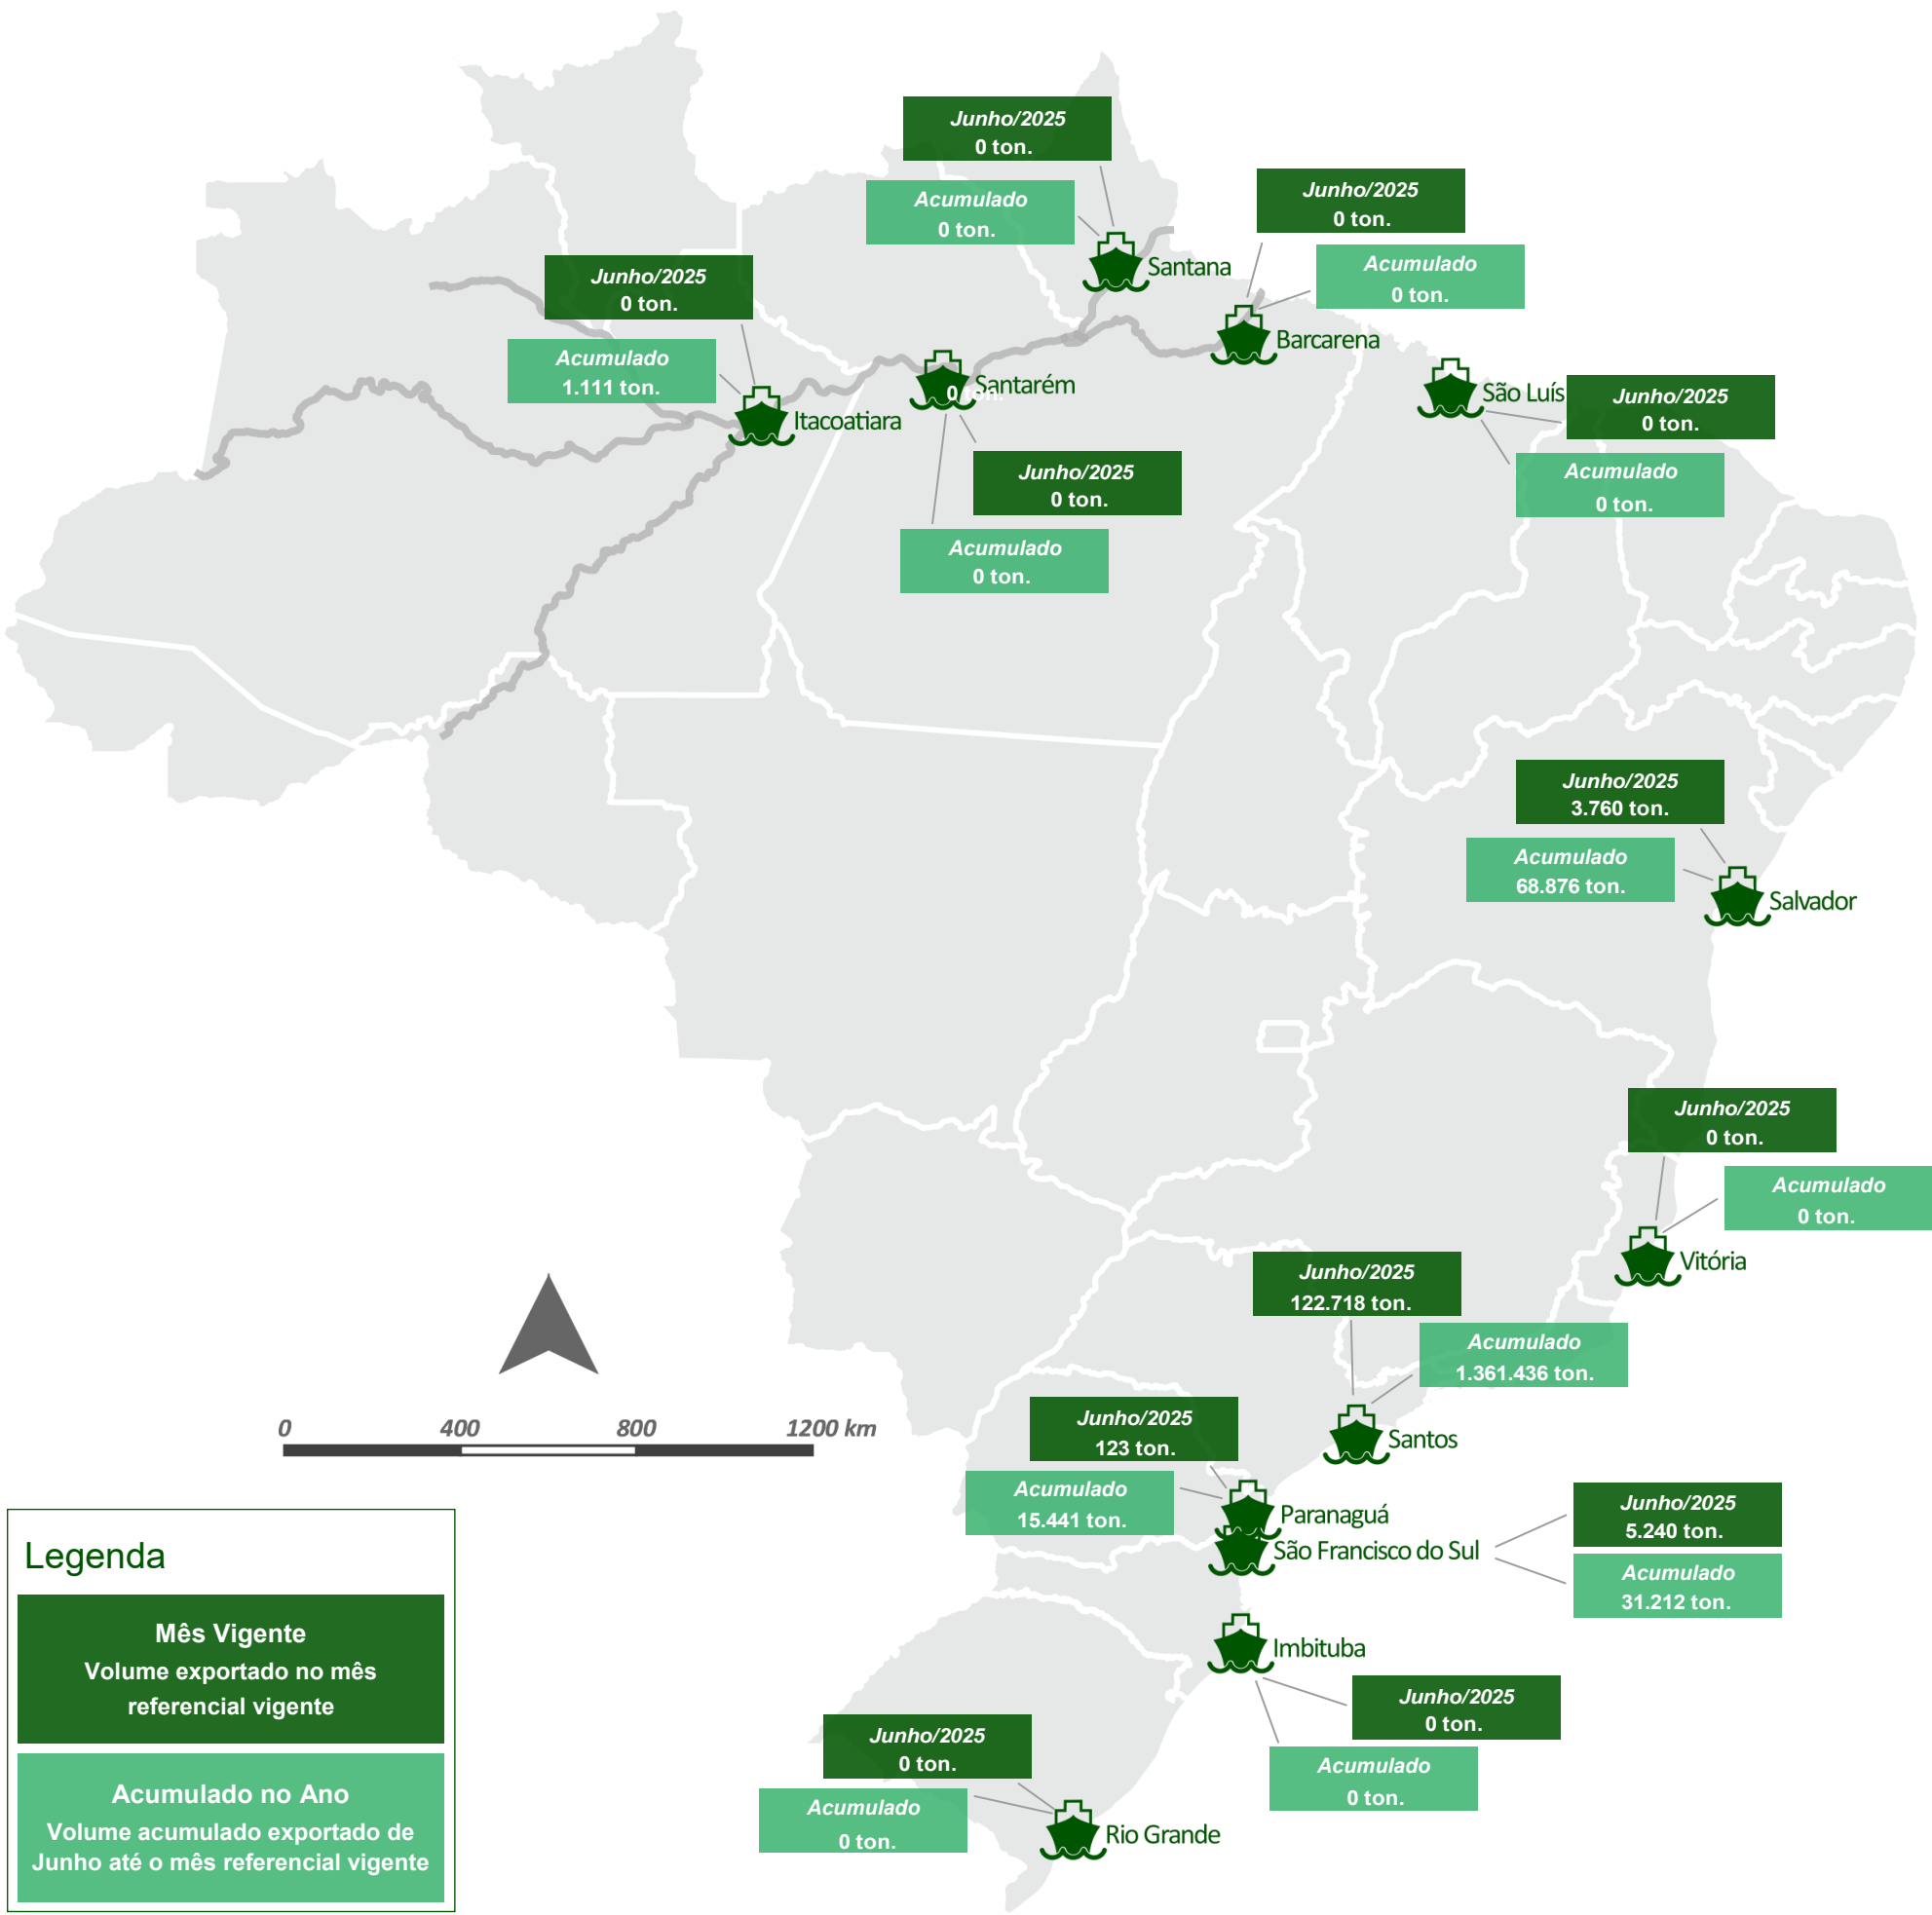 Junho/2025
0 ton.
Acumulado
0 ton.
Santana
Junho/2025
0 ton.
Acumulado
0 ton.
Barcarena
Junho/2025
0 ton.
Acumulado
1.111 ton.
Itacoatiara
0 ton.
Santarém
Junho/2025
0 ton.
Acumulado
0 ton.
São Luís
Junho/2025
0 ton.
Acumulado
0 ton.
Junho/2025
3.760 ton.
Acumulado
68.876 ton.
Salvador
Junho/2025
0 ton.
Acumulado
0 ton.
Vitória
Junho/2025
122.718 ton.
Acumulado
1.361.436 ton.
Santos
Junho/2025
123 ton.
Acumulado
15.441 ton.
Paranaguá
São Francisco do Sul
Junho/2025
5.240 ton.
Acumulado
31.212 ton.
Imbituba
Junho/2025
0 ton.
Acumulado
0 ton.
Junho/2025
0 ton.
Acumulado
0 ton.
Rio Grande
0 400 800 1200 km
Legenda
Mês Vigente
Volume exportado no mês
referencial vigente
Acumulado no Ano
Volume acumulado exportado de
Junho até o mês referencial vigente